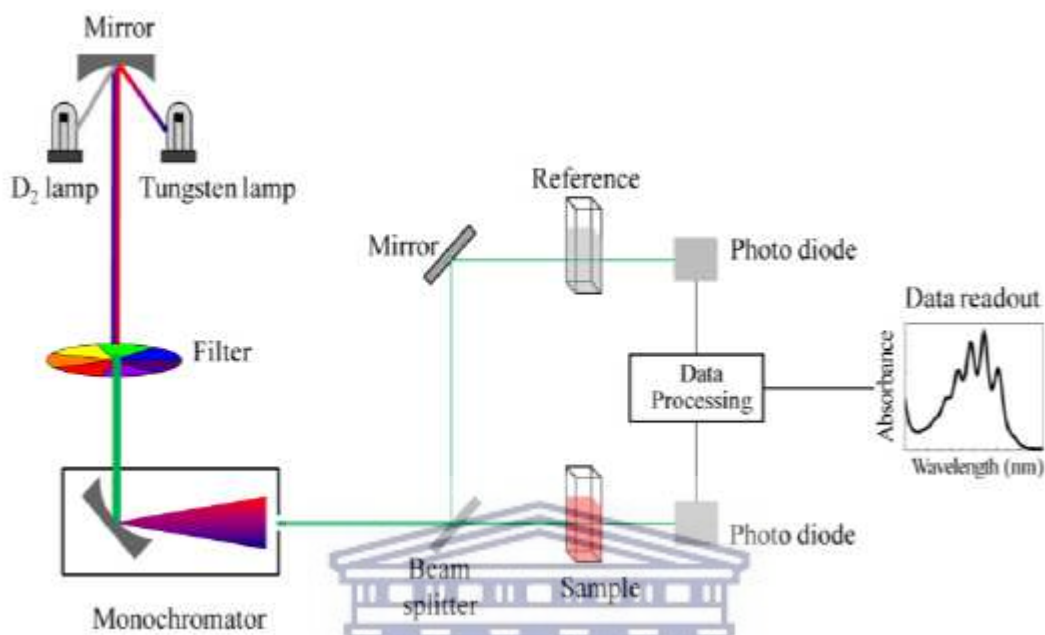 Mirror
D₂ lamp
Tungsten lamp
Filter
Monochromator
Mirror
Reference
Photo diode
Data
Processing
Beam
splitter
Sample
Photo diode
Data readout
Absorbance
Wavelength (nm)